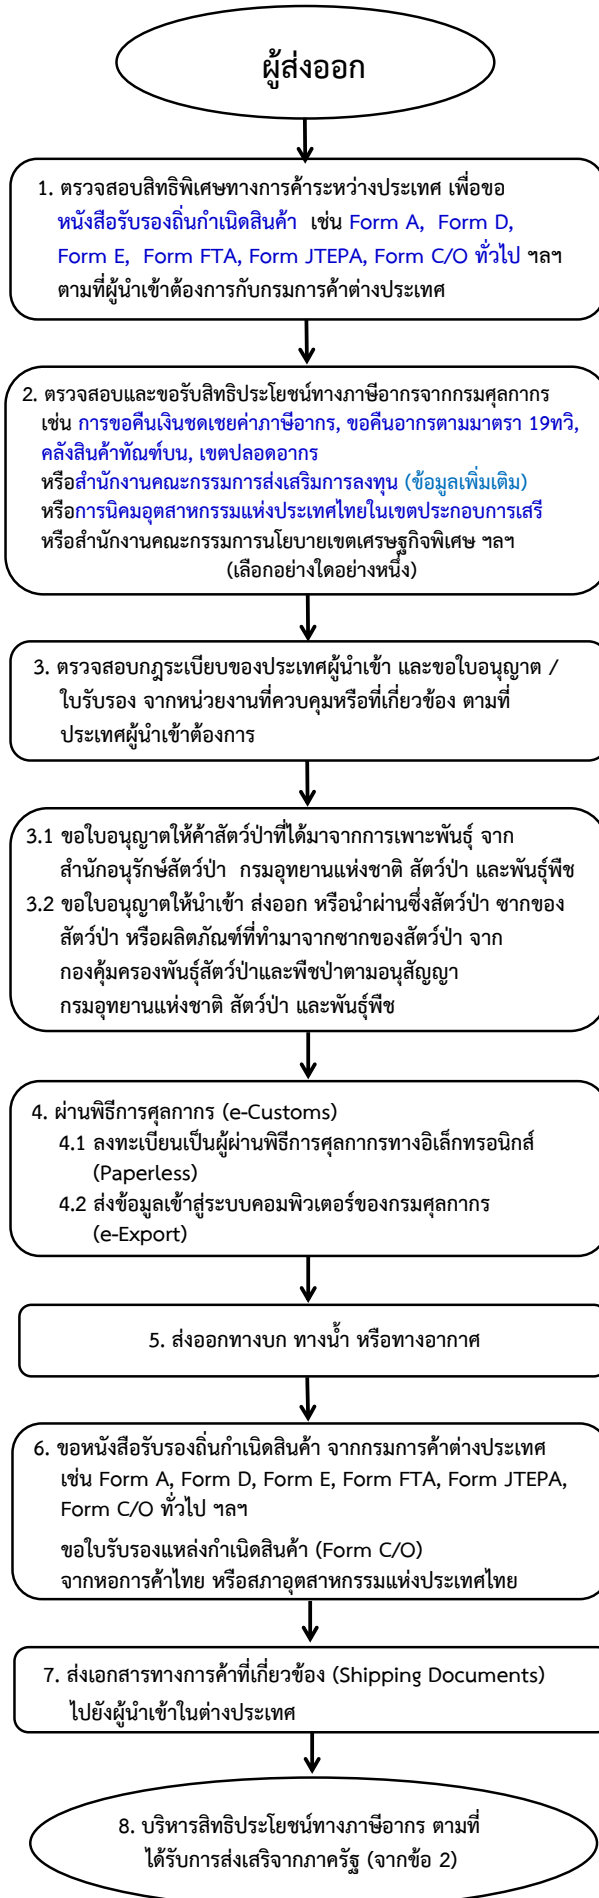 ผู้ส่งออก
1. ตรวจสอบสิทธิพิเศษทางการค้าระหว่างประเทศ เพื่อขอ
หนังสือรับรองถิ่นกำเนิดสินค้า เช่น Form A, Form D,
Form E, Form FTA, Form JTEPA, Form C/O ทั่วไป ฯลฯ
ตามที่ผู้นำเข้าต้องการกับกรมการค้าต่างประเทศ
2. ตรวจสอบและขอรับสิทธิประโยชน์ทางภาษีอากรจากกรมศุลกากร
เช่น การขอคืนเงินชดเชยค่าภาษีอากร, ขอคืนอากรตามมาตรา 19ทวิ,
คลังสินค้าทัณฑ์บน, เขตปลอดอากร
หรือสำนักงานคณะกรรมการส่งเสริมการลงทุน (ข้อมูลเพิ่มเติม)
หรือการนิคมอุตสาหกรรมแห่งประเทศไทยในเขตประกอบการเสรี
หรือสำนักงานคณะกรรมการนโยบายเขตเศรษฐกิจพิเศษ ฯลฯ
(เลือกอย่างใดอย่างหนึ่ง)
3. ตรวจสอบกฎระเบียบของประเทศผู้นำเข้า และขอใบอนุญาต /
ใบรับรอง จากหน่วยงานที่ควบคุมหรือที่เกี่ยวข้อง ตามที่
ประเทศผู้นำเข้าต้องการ
3.1 ขอใบอนุญาตให้ค้าสัตว์ป่าที่ได้มาจากการเพาะพันธุ์ จาก
สำนักอนุรักษ์สัตว์ป่า กรมอุทยานแห่งชาติ สัตว์ป่า และพันธุ์พืช
3.2 ขอใบอนุญาตให้นำเข้า ส่งออก หรือนำผ่านซึ่งสัตว์ป่า ซากของ
สัตว์ป่า หรือผลิตภัณฑ์ที่ทำมาจากซากของสัตว์ป่า จาก
กองคุ้มครองพันธุ์สัตว์ป่าและพืชป่าตามอนุสัญญา
กรมอุทยานแห่งชาติ สัตว์ป่า และพันธุ์พืช
4. ผ่านพิธีการศุลกากร (e-Customs)
4.1 ลงทะเบียนเป็นผู้ผ่านพิธีการศุลกากรทางอิเล็กทรอนิกส์
(Paperless)
4.2 ส่งข้อมูลเข้าสู่ระบบคอมพิวเตอร์ของกรมศุลกากร
(e-Export)
5. ส่งออกทางบก ทางน้ำ หรือทางอากาศ
6. ขอหนังสือรับรองถิ่นกำเนิดสินค้า จากกรมการค้าต่างประเทศ
เช่น Form A, Form D, Form E, Form FTA, Form JTEPA,
Form C/O ทั่วไป ฯลฯ
ขอใบรับรองแหล่งกำเนิดสินค้า (Form C/O)
จากหอการค้าไทย หรือสภาอุตสาหกรรมแห่งประเทศไทย
7. ส่งเอกสารทางการค้าที่เกี่ยวข้อง (Shipping Documents)
ไปยังผู้นำเข้าในต่างประเทศ
8. บริหารสิทธิประโยชน์ทางภาษีอากร ตามที่
ได้รับการส่งเสริจากภาครัฐ (จากข้อ 2)